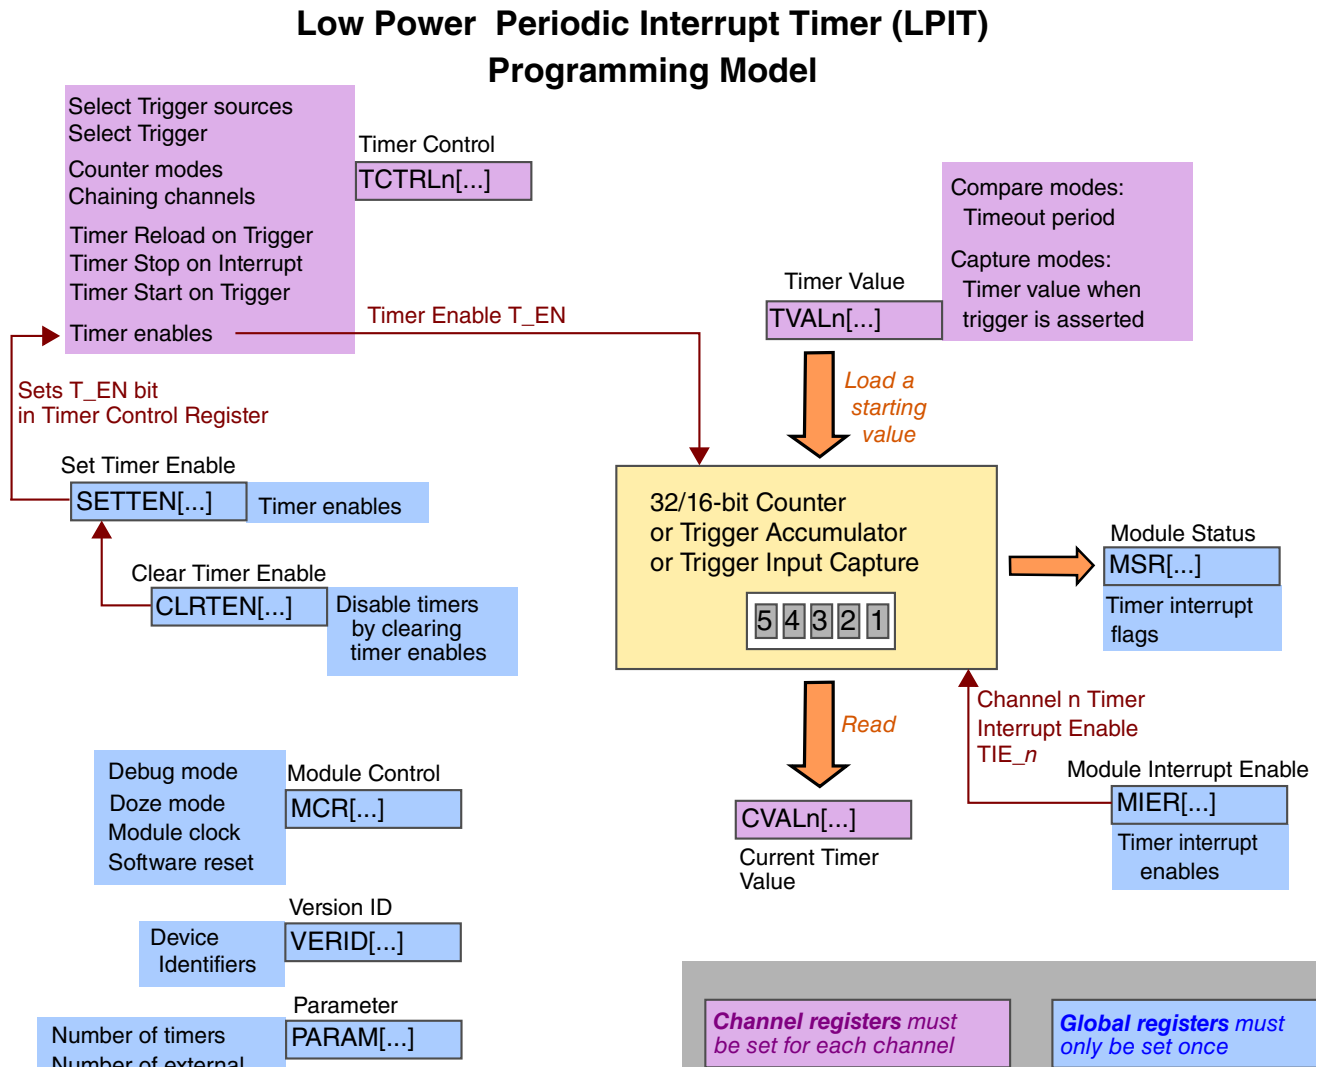 Low Power Periodic Interrupt Timer (LPIT)
Programming Model
Select Trigger sources
Select Trigger
Counter modes
Chaining channels
Timer Reload on Trigger
Timer Stop on Interrupt
Timer Start on Trigger
Timer enables
Timer Control
TCTRLn[...]
Timer Enable T_EN
Sets T_EN bit
in Timer Control Register
Set Timer Enable
SETTEN[...]
Timer enables
Clear Timer Enable
CLRTEN[...]
Disable timers
by clearing
timer enables
Compare modes:
Timeout period
Capture modes:
Timer value when
trigger is asserted
Timer Value
TVALn[...]
Load a
starting
value
32/16-bit Counter
or Trigger Accumulator
or Trigger Input Capture
5 4 3 2 1
Module Status
MSR[...]
Timer interrupt
flags
Read
Channel n Timer
Interrupt Enable
TIE_n
Module Interrupt Enable
MIER[...]
Timer interrupt
enables
CVALn[...]
Current Timer
Value
Debug mode
Doze mode
Module clock
Software reset
Module Control
MCR[...]
Version ID
VERID[...]
Device
Identifiers
Parameter
PARAM[...]
Number of timers
Number of external
Channel registers must
be set for each channel
Global registers must
only be set once